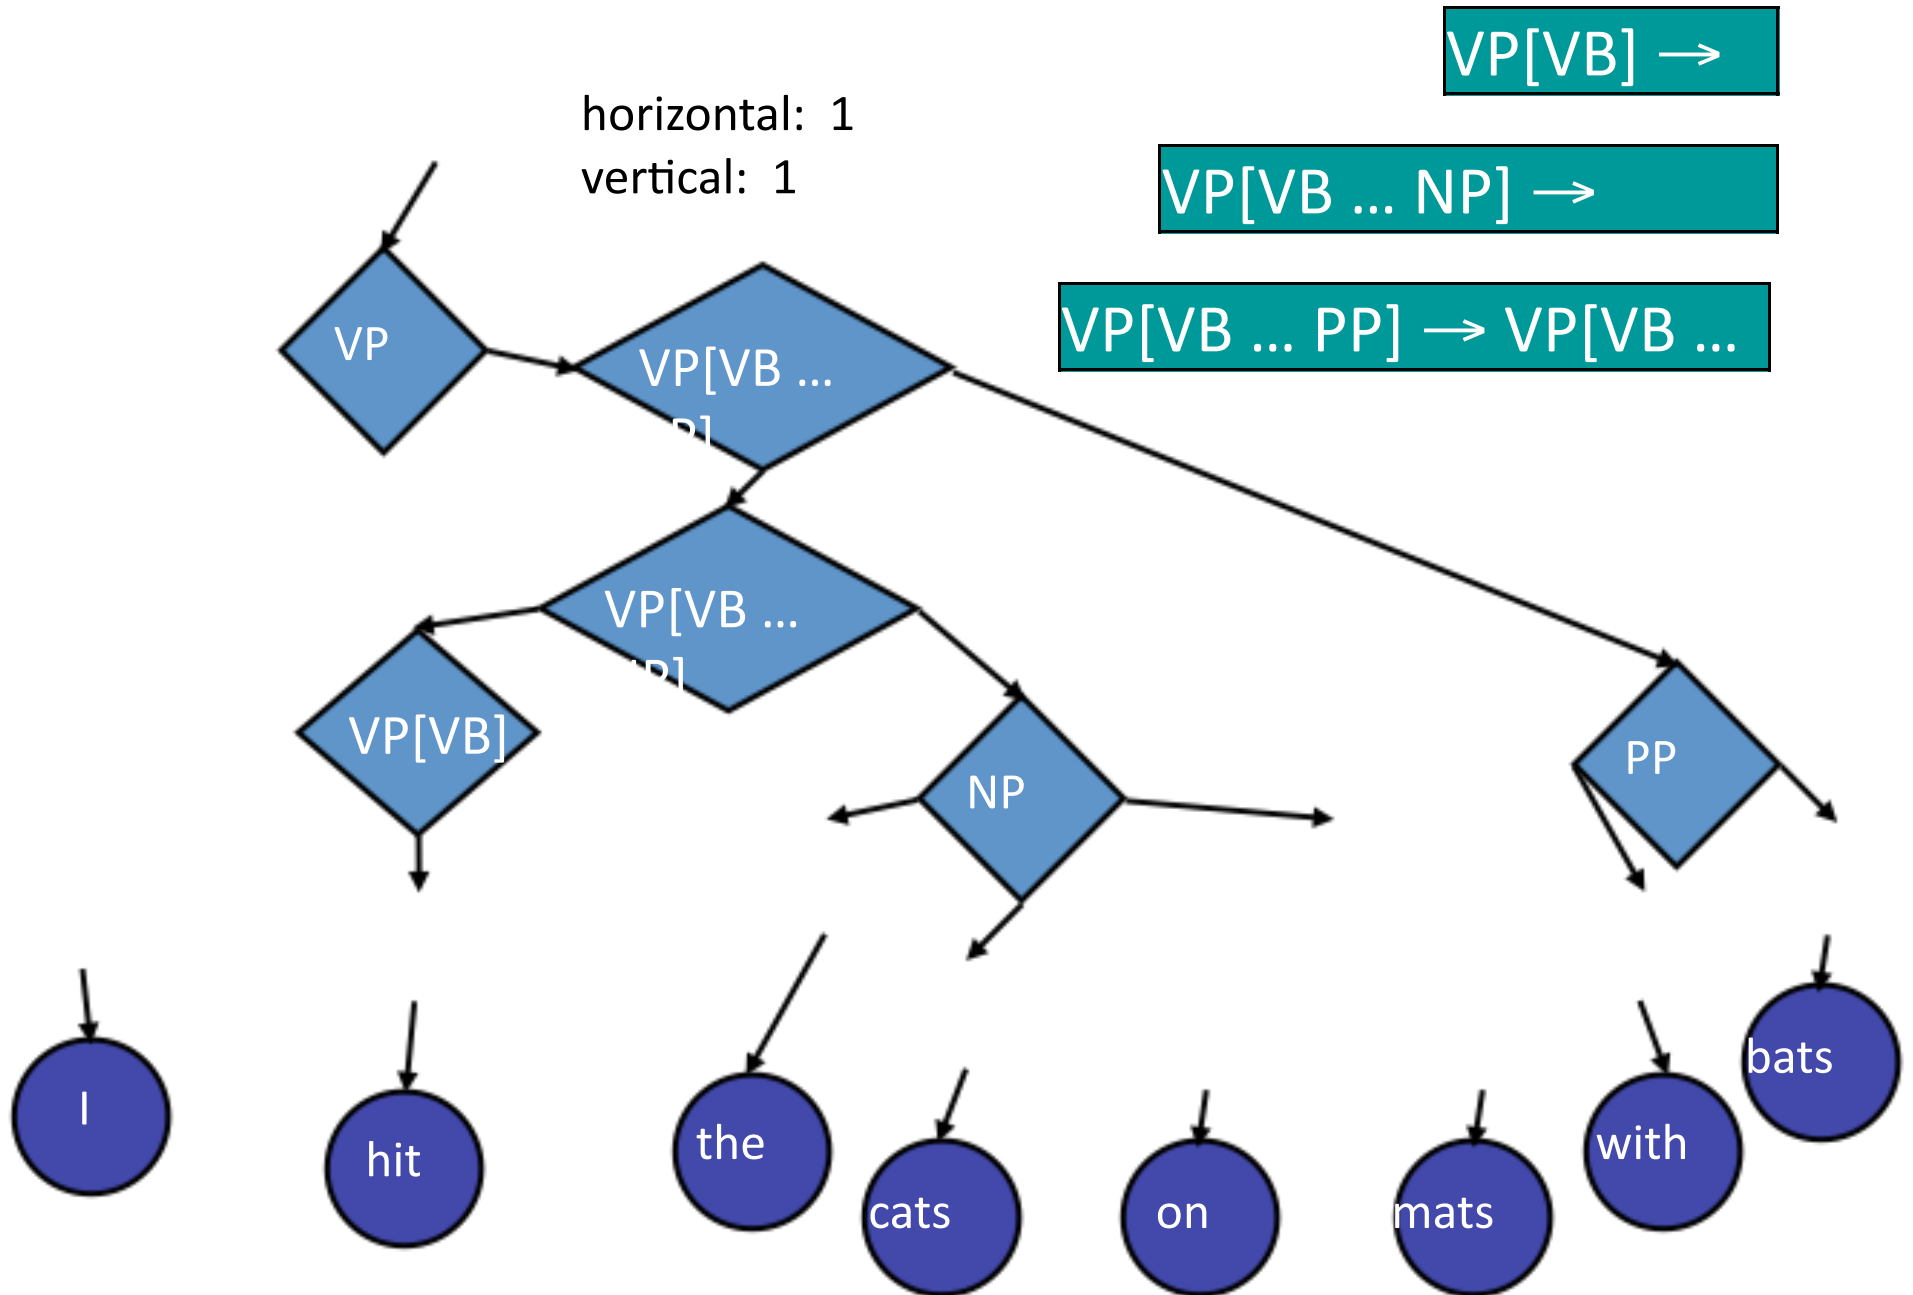 VP[VB] →
horizontal: 1
vertical: 1
VP[VB ... NP] →
VP[VB ... PP] → VP[VB ...
VP
VP[VB ...
P]
VP[VB ...
P]
VP[VB]
NP
PP
I
hit
the
cats
on
mats
with
bats